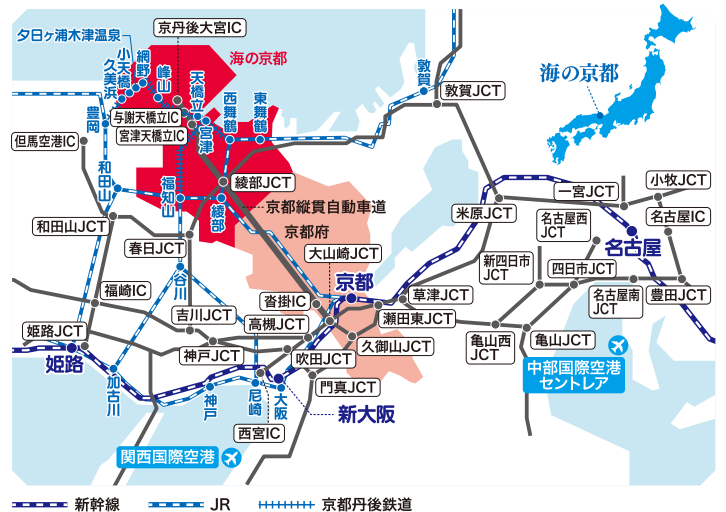 京丹後大宮IC
夕日ヶ浦木津温泉
小天橋
久美浜
網野
峰山
天橋立
海の京都
敦賀
敦賀JCT
海の京都
豊岡
与謝天橋立IC
宮津天橋立IC
宮津
西舞鶴
東舞鶴
但馬空港IC
和田山
福知山
綾部JCT
綾部
京都縦貫自動車道
京都府
和田山JCT
春日JCT
大山崎JCT
米原JCT
一宮JCT
小牧JCT
名古屋西
JCT
名古屋IC
名古屋
谷川
京都
新四日市
JCT
四日市JCT
福崎IC
沓掛IC
草津JCT
名古屋南
JCT
豊田JCT
吉川JCT
高槻JCT
瀬田東JCT
姫路JCT
神戸JCT
吹田JCT
久御山JCT
亀山西
JCT
亀山JCT
姫路
加古川
神戸
尼崎
大阪
門真JCT
新大阪
中部国際空港
セントレア
西宮IC
関西国際空港
新幹線
JR
京都丹後鉄道